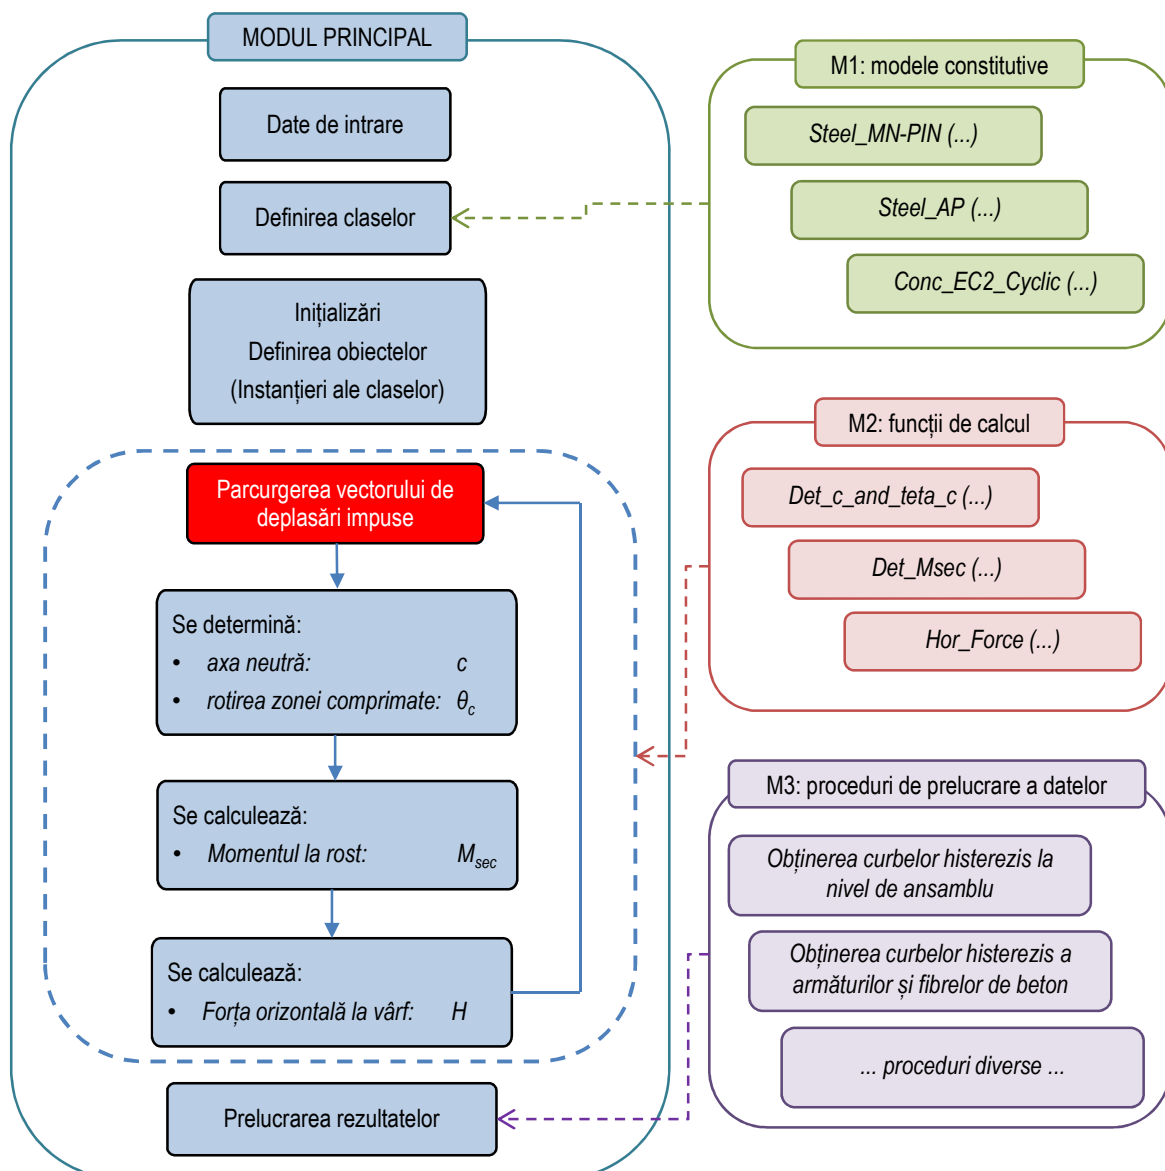 MODUL PRINCIPAL
Date de intrare
Definirea claselor
Inițializări
Definirea obiectelor
(Instanțieri ale claselor)
Parcurgerea vectorului de
deplasări impuse
Se determină:
• axa neutră: c
• rotirea zonei comprimate: θc
Se calculează:
• Momentul la rost: Msec
Se calculează:
• Forța orizontală la vârf: H
Prelucrarea rezultatelor
M1: modele constitutive
Steel_MN-PIN (...)
Steel_AP (...)
Conc_EC2_Cyclic (...)
M2: funcții de calcul
Det_c_and_teta_c (...)
Det_Msec (...)
Hor_Force (...)
M3: proceduri de prelucrare a datelor
Obținerea curbelor histerezis la
nivel de ansamblu
Obținerea curbelor histerezis a
armăturilor și fibrelor de beton
... proceduri diverse ...